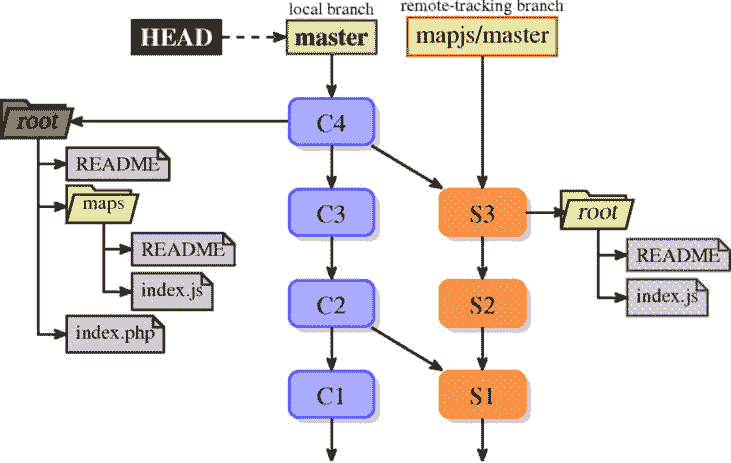 local branch
remote-tracking branch
HEAD
master
mapjs/master
root
C4
README
maps
C3
S3
root
README
README
index.js
C2
S2
index.js
index.php
C1
S1